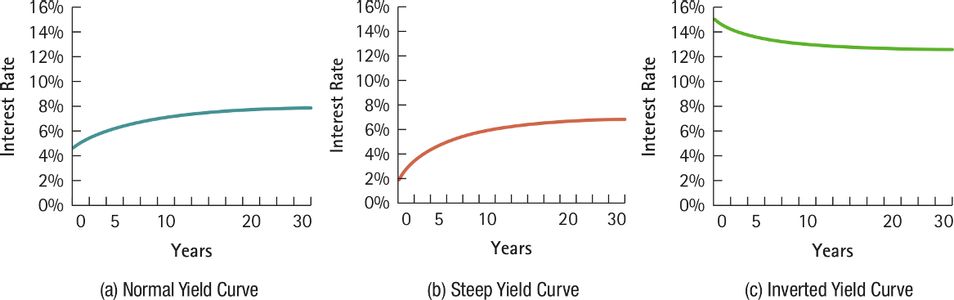 16%
14%
12%
10%
8%
6%
4%
2%
0%
Interest Rate
0 5 10 20 30
Years
(a) Normal Yield Curve
16%
14%
12%
10%
8%
6%
4%
2%
0%
Interest Rate
0 5 10 20 30
Years
(b) Steep Yield Curve
16%
14%
12%
10%
8%
6%
4%
2%
0%
Interest Rate
0 5 10 20 30
Years
(c) Inverted Yield Curve